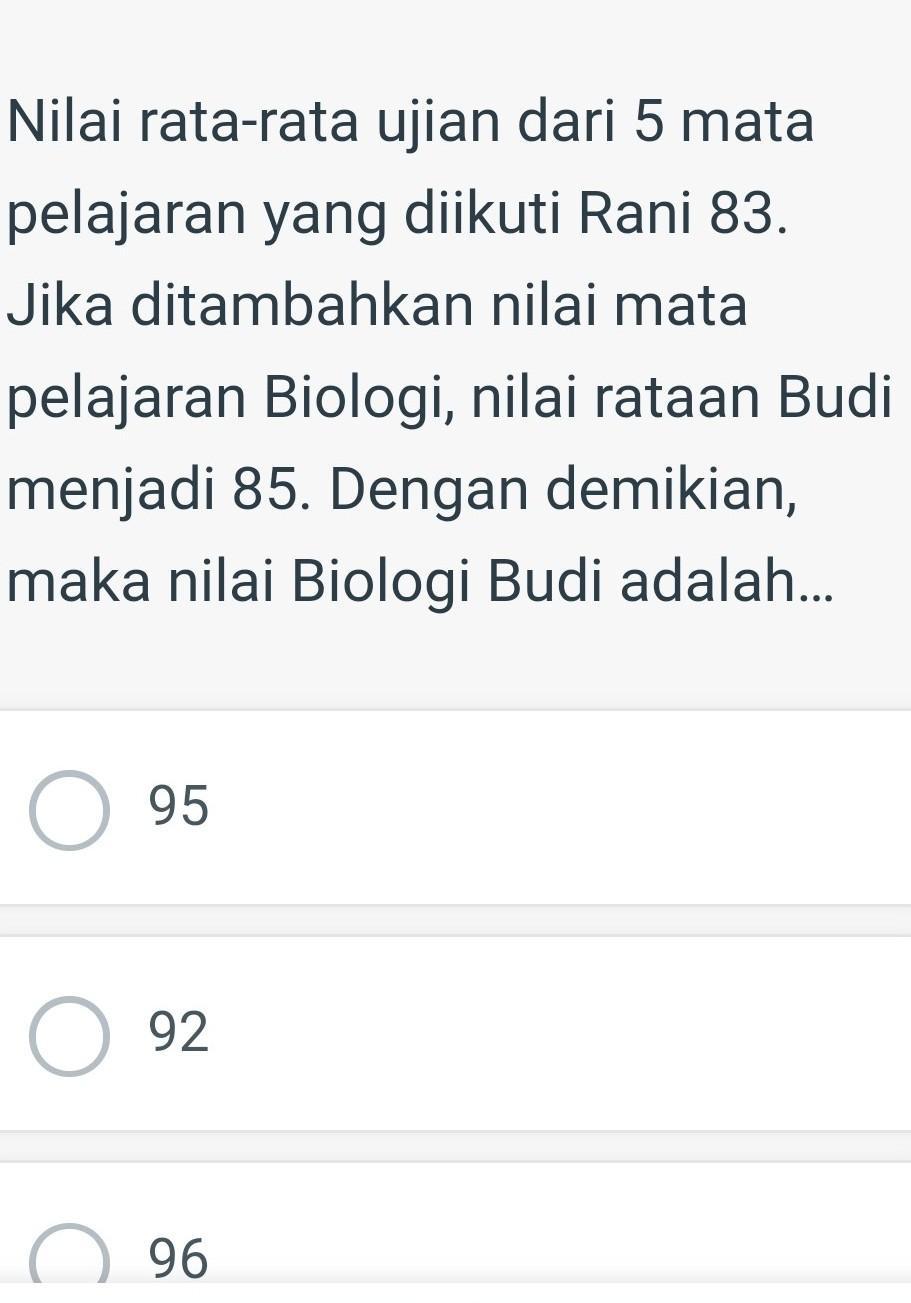 Nilai rata-rata ujian dari 5 mata
pelajaran yang diikuti Rani 83.
Jika ditambahkan nilai mata
pelajaran Biologi, nilai rataan Budi
menjadi 85. Dengan demikian,
maka nilai Biologi Budi adalah...
95
92
96